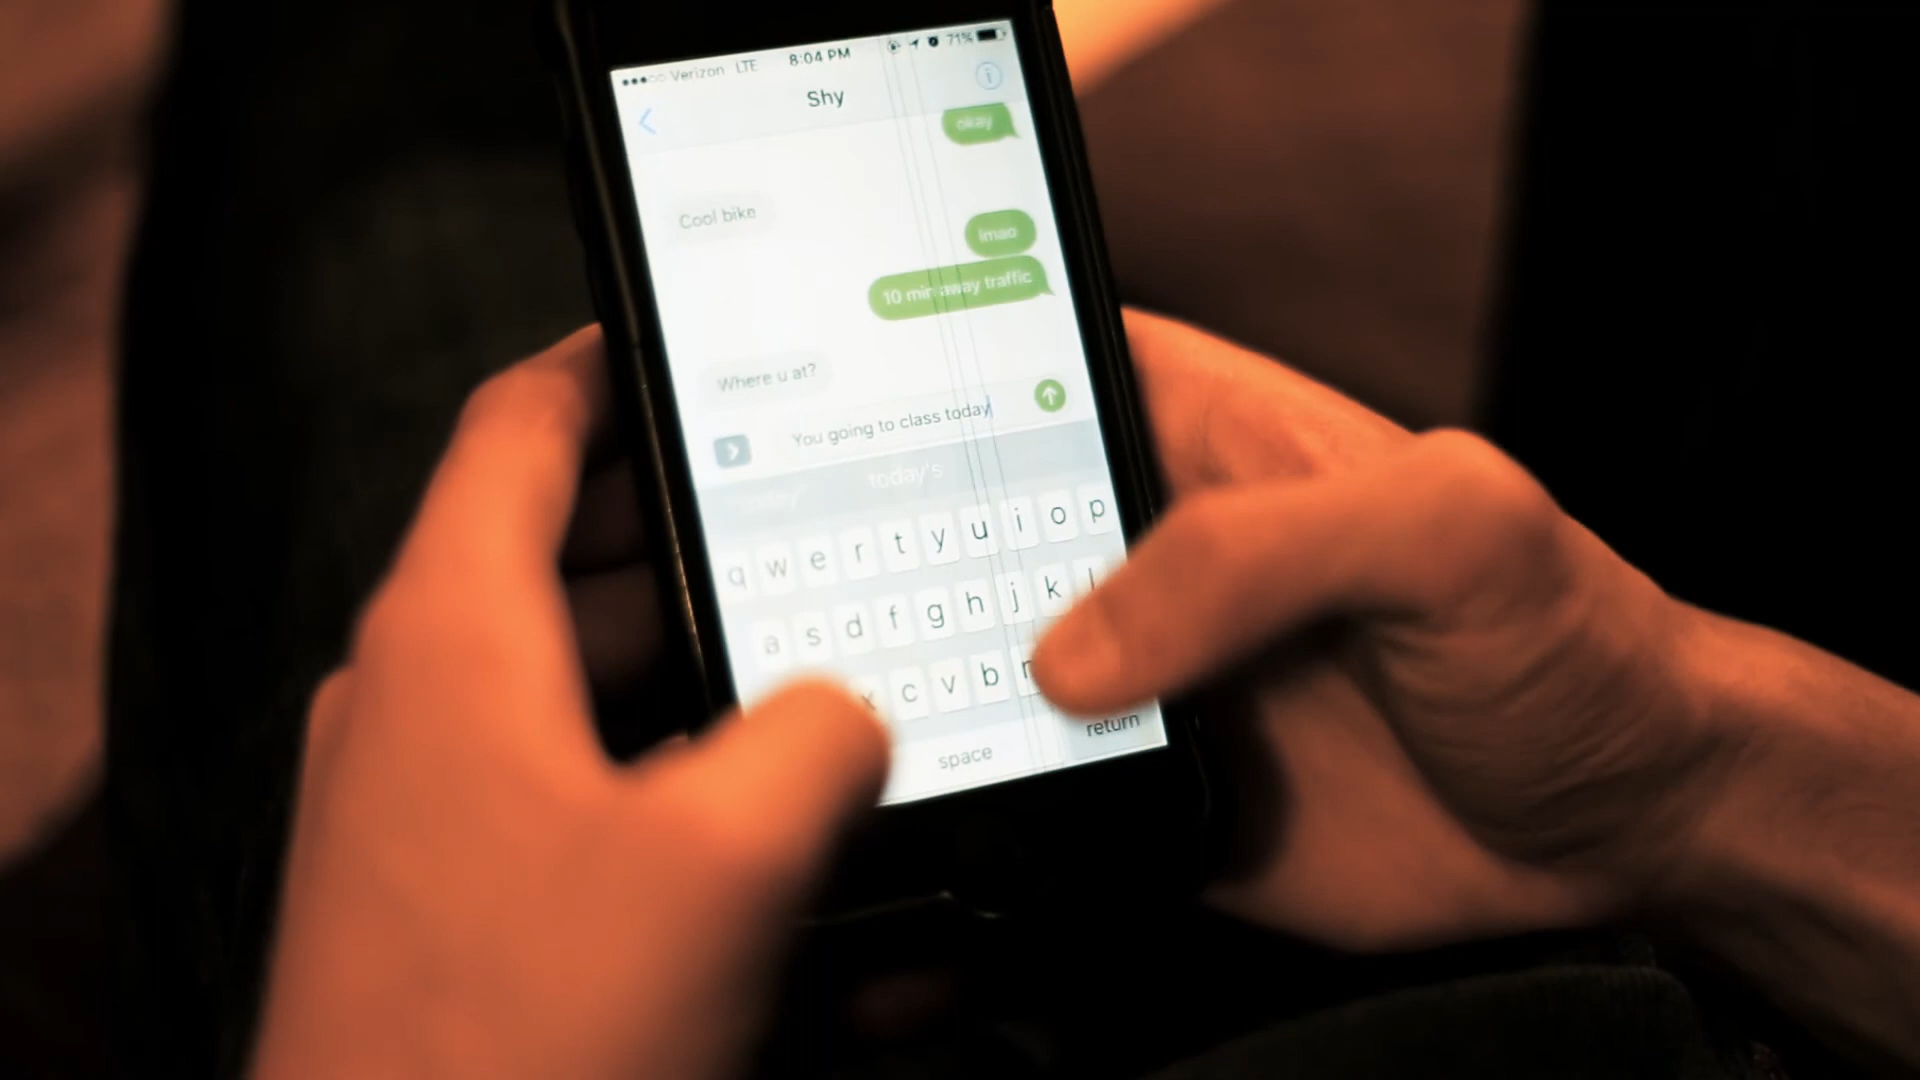 Verizon LTE 8:04 PM 71%
Shy
okay
Cool bike
lmao
10 min away traffic
Where u at?
You going to class today
today's
q w e r t y u i o p
a s d f g h j k l
x c v b
space return